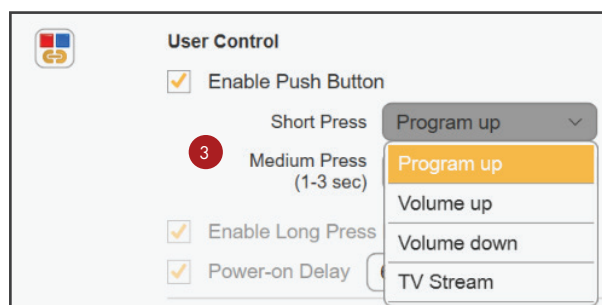 User Control
Enable Push Button
Short Press Program up
3 Medium Press Program up
(1-3 sec)
Volume up
Enable Long Press
Volume down
Power-on Delay
TV Stream